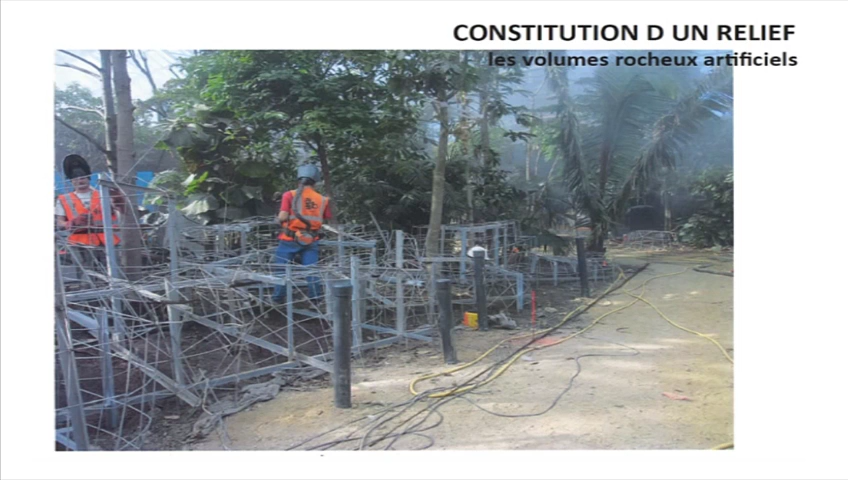 CONSTITUTION D UN RELIEF
les volumes rocheux artificiels